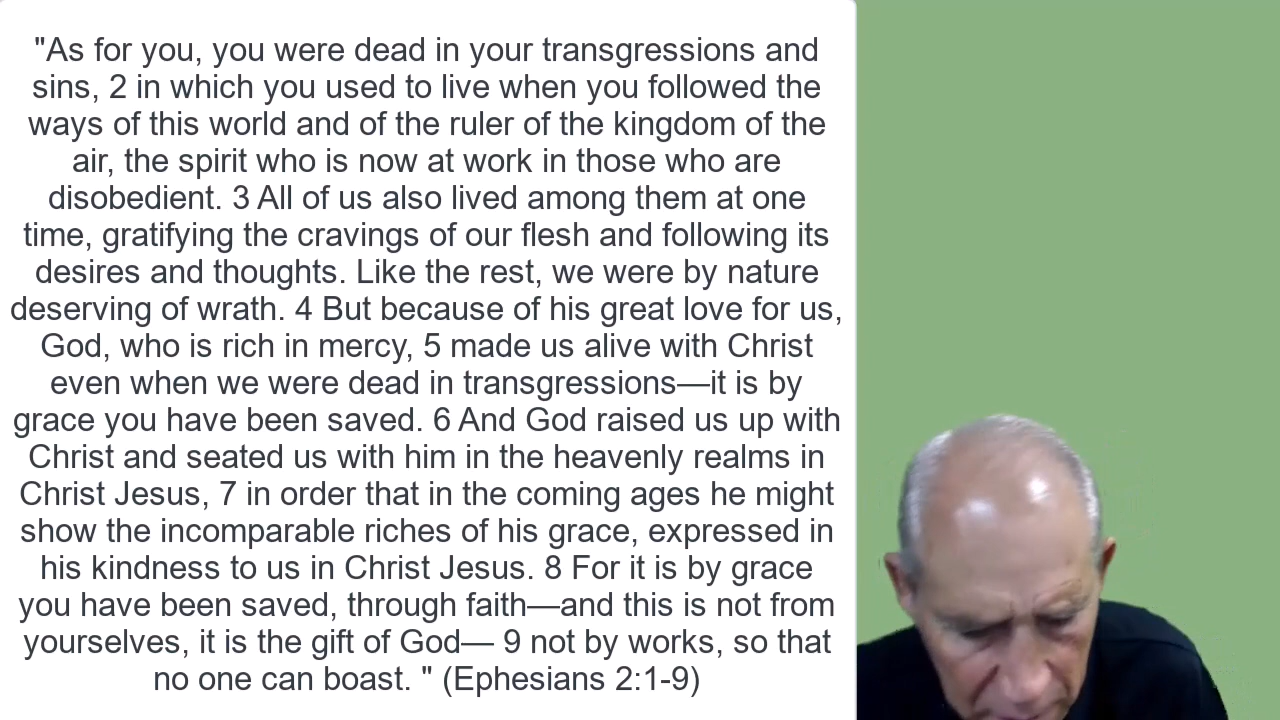 "As for you, you were dead in your transgressions and
sins, 2 in which you used to live when you followed the
ways of this world and of the ruler of the kingdom of the
air, the spirit who is now at work in those who are
disobedient. 3 All of us also lived among them at one
time, gratifying the cravings of our flesh and following its
desires and thoughts. Like the rest, we were by nature
deserving of wrath. 4 But because of his great love for us,
God, who is rich in mercy, 5 made us alive with Christ
even when we were dead in transgressions—it is by
grace you have been saved. 6 And God raised us up with
Christ and seated us with him in the heavenly realms in
Christ Jesus, 7 in order that in the coming ages he might
show the incomparable riches of his grace, expressed in
his kindness to us in Christ Jesus. 8 For it is by grace
you have been saved, through faith—and this is not from
yourselves, it is the gift of God— 9 not by works, so that
no one can boast. " (Ephesians 2:1-9)